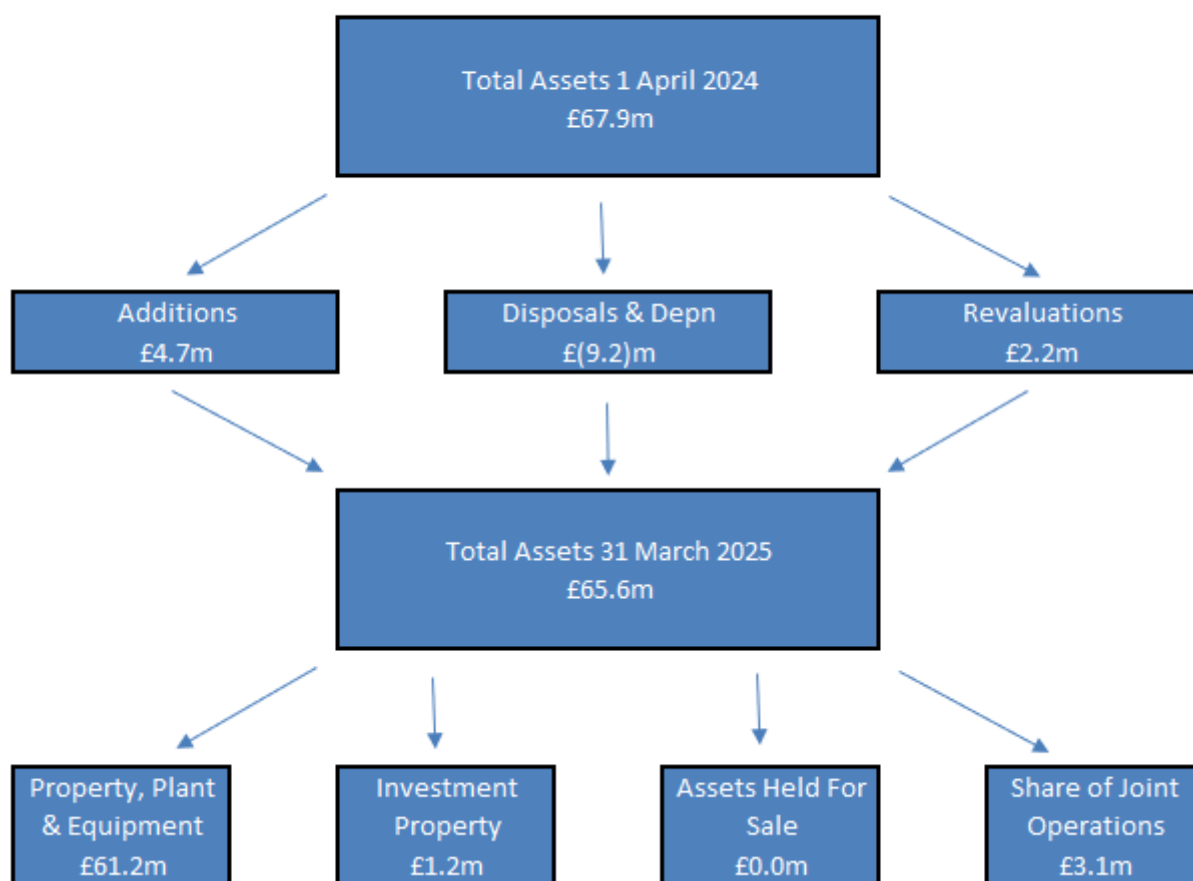 Total Assets 1 April 2024
£67.9m
Additions
£4.7m
Disposals & Depn
£(9.2)m
Revaluations
£2.2m
Total Assets 31 March 2025
£65.6m
Property, Plant
& Equipment
£61.2m
Investment
Property
£1.2m
Assets Held For
Sale
£0.0m
Share of Joint
Operations
£3.1m